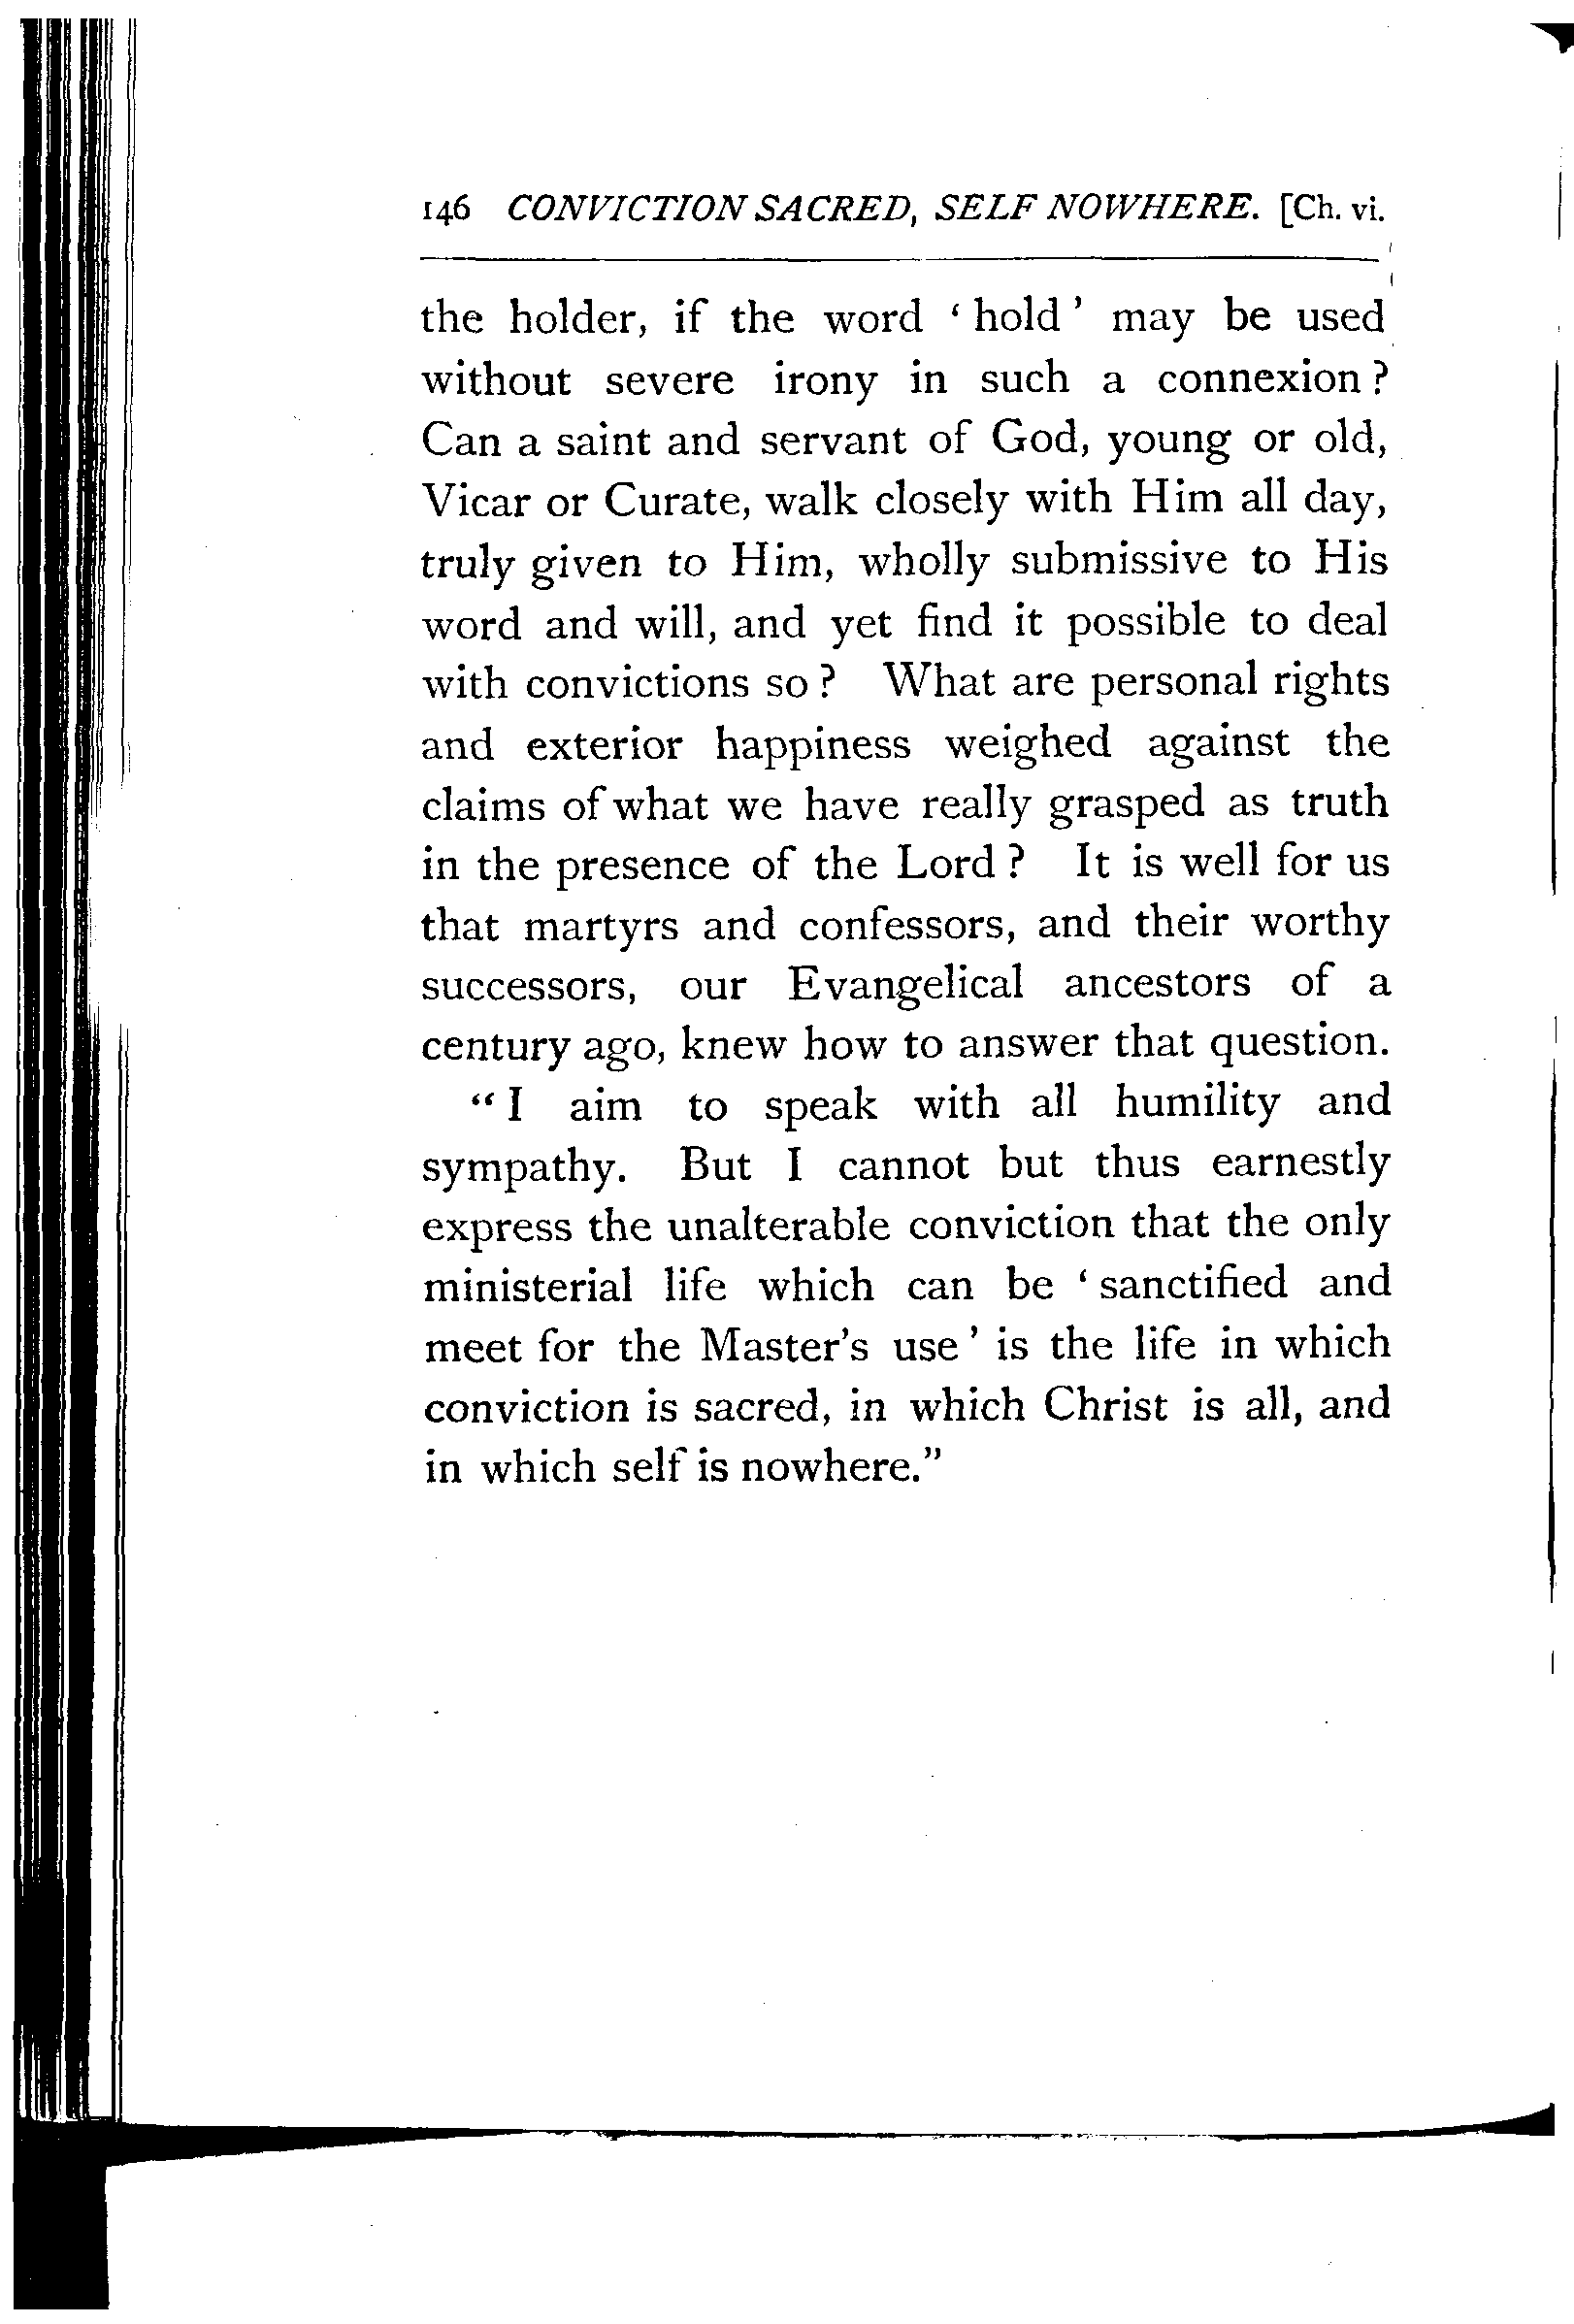 146 CONVICTION SACRED, SELF NOWHERE. [Ch. vi.
the holder, if the word ‘ hold ’ may be used
without severe irony in such a connexion ?
Can a saint and servant of God, young or old,
Vicar or Curate, walk closely with Him all day,
truly given to Him, wholly submissive to His
word and will, and yet find it possible to deal
with convictions so ? What are personal rights
and exterior happiness weighed against the
claims of what we have really grasped as truth
in the presence of the Lord ? It is well for us
that martyrs and confessors, and their worthy
successors, our Evangelical ancestors of a
century ago, knew how to answer that question.
“ I aim to speak with all humility and
sympathy. But I cannot but thus earnestly
express the unalterable conviction that the only
ministerial life which can be ‘ sanctified and
meet for the Master’s use ’ is the life in which
conviction is sacred, in which Christ is all, and
in which self is nowhere.”